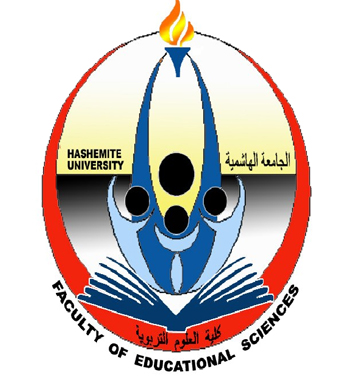 HASHEMITE
UNIVERSITY
الجامعة الهاشمية
كلية العلوم التربوية
FACULTY OF EDUCATIONAL SCIENCES